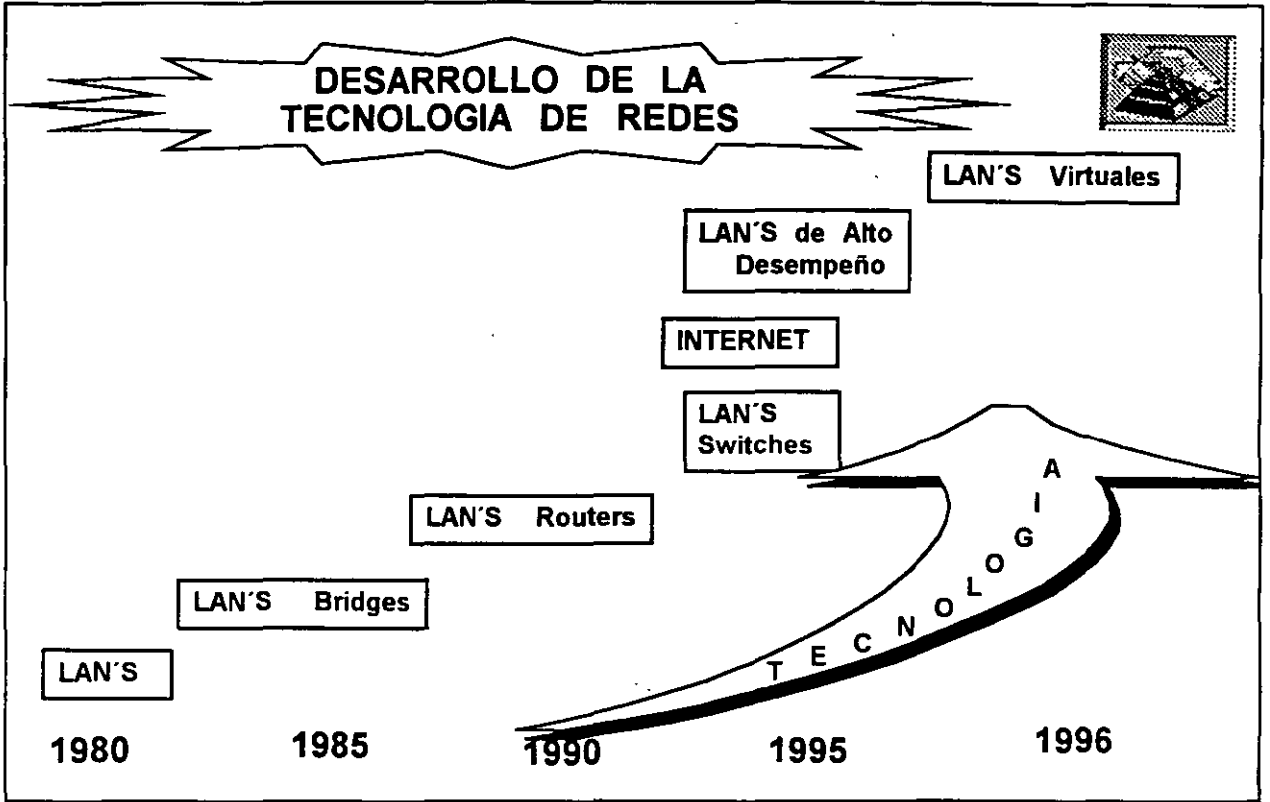 DESARROLLO DE LA
TECNOLOGIA DE REDES
LAN´S Virtuales
LAN´S de Alto
Desempeño
INTERNET
LAN´S
Switches
LAN´S Routers
LAN´S Bridges
LAN´S
TECNOLOGIA
1980 1985 1990 1995 1996